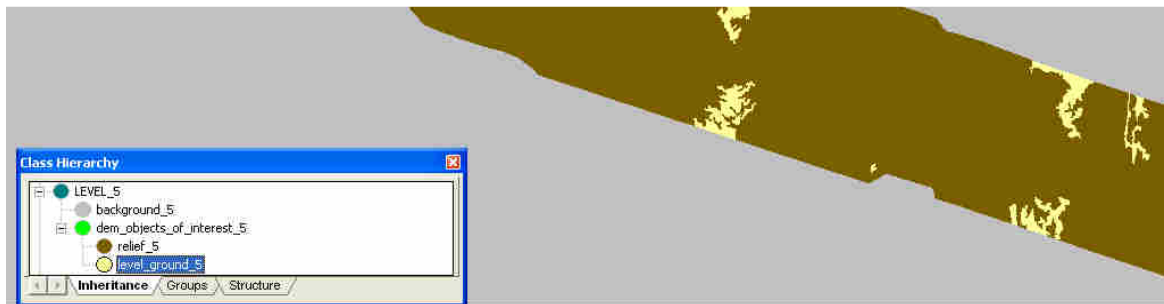 Class Hierarchy
LEVEL_5
background_5
dem_objects_of_interest_5
relief_5
level_ground_5
Inheritance Groups Structure